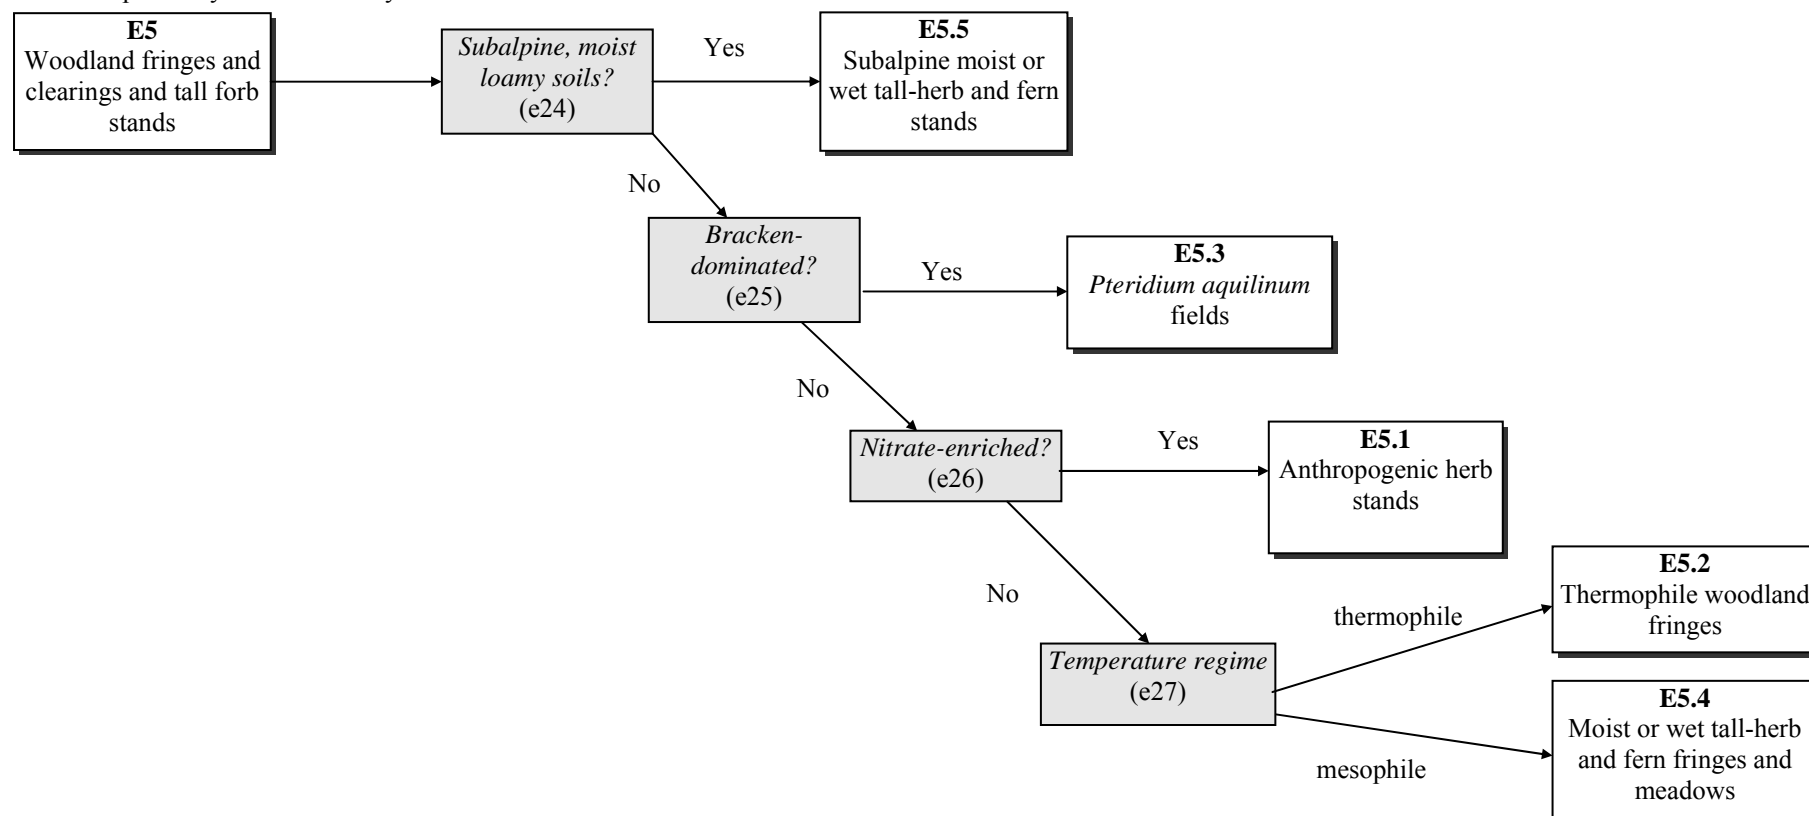 E5
Woodland fringes and
clearings and tall forb
stands
Subalpine, moist
loamy soils?
(e24)
Yes
E5.5
Subalpine moist or
wet tall-herb and fern
stands
No
Bracken-
dominated?
(e25)
Yes
E5.3
Pteridium aquilinum
fields
No
Nitrate-enriched?
(e26)
Yes
E5.1
Anthropogenic herb
stands
No
Temperature regime
(e27)
thermophile
E5.2
Thermophile woodland
fringes
mesophile
E5.4
Moist or wet tall-herb
and fern fringes and
meadows